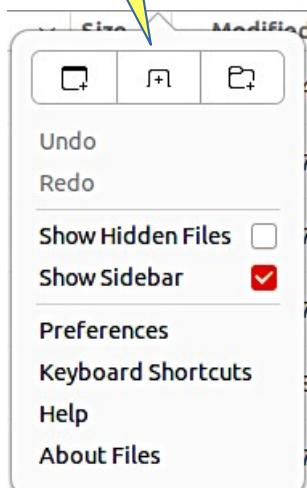 Size Modified
Undo
Redo
Show Hidden Files
Show Sidebar
Preferences
Keyboard Shortcuts
Help
About Files